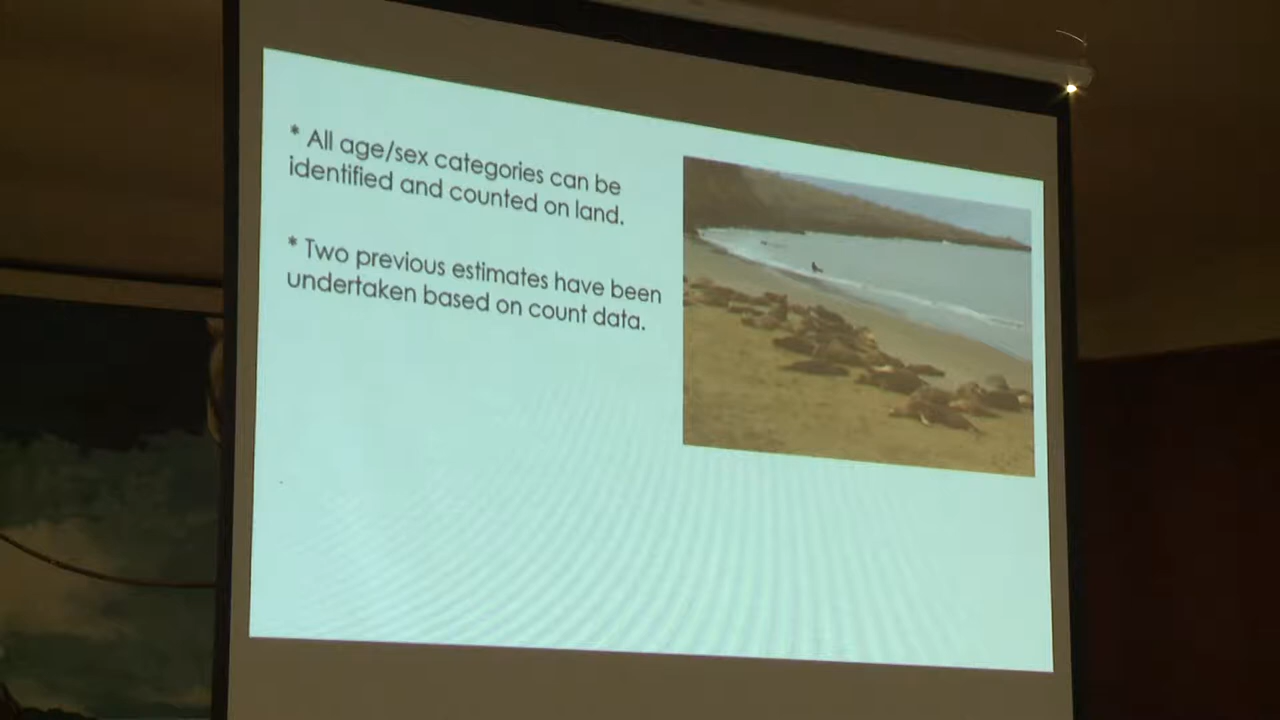 * All age/sex categories can be
identified and counted on land.
* Two previous estimates have been
undertaken based on count data.